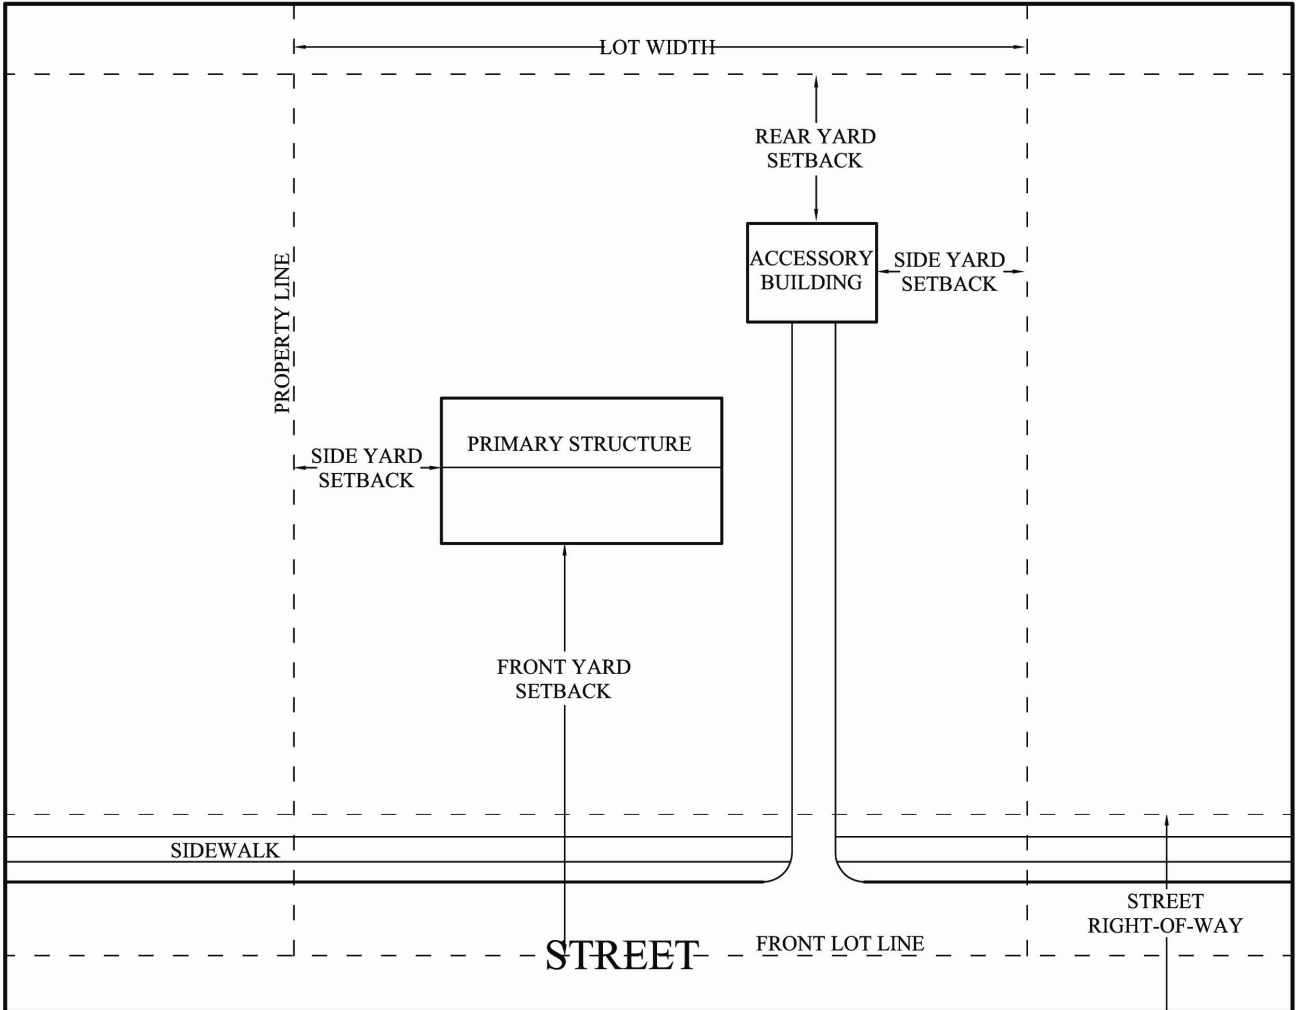 LOT WIDTH
REAR YARD
SETBACK
ACCESSORY
BUILDING
SIDE YARD
SETBACK
PROPERTY LINE
PRIMARY STRUCTURE
SIDE YARD
SETBACK
FRONT YARD
SETBACK
SIDEWALK
STREET
RIGHT-OF-WAY
FRONT LOT LINE
STREET